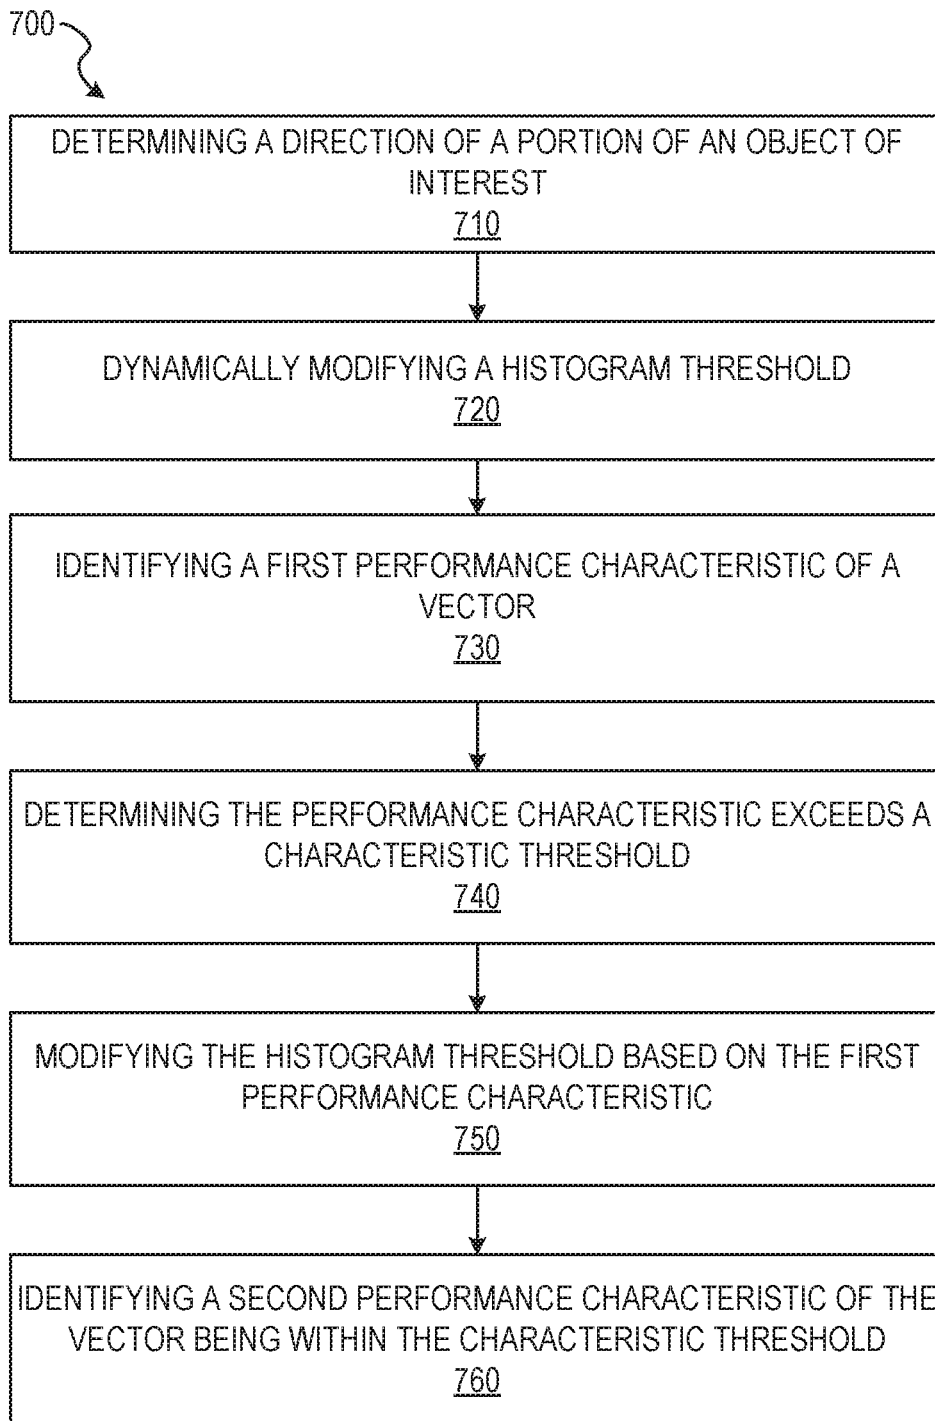 700
DETERMINING A DIRECTION OF A PORTION OF AN OBJECT OF
INTEREST
710
DYNAMICALLY MODIFYING A HISTOGRAM THRESHOLD
720
IDENTIFYING A FIRST PERFORMANCE CHARACTERISTIC OF A
VECTOR
730
DETERMINING THE PERFORMANCE CHARACTERISTIC EXCEEDS A
CHARACTERISTIC THRESHOLD
740
MODIFYING THE HISTOGRAM THRESHOLD BASED ON THE FIRST
PERFORMANCE CHARACTERISTIC
750
IDENTIFYING A SECOND PERFORMANCE CHARACTERISTIC OF THE
VECTOR BEING WITHIN THE CHARACTERISTIC THRESHOLD
760